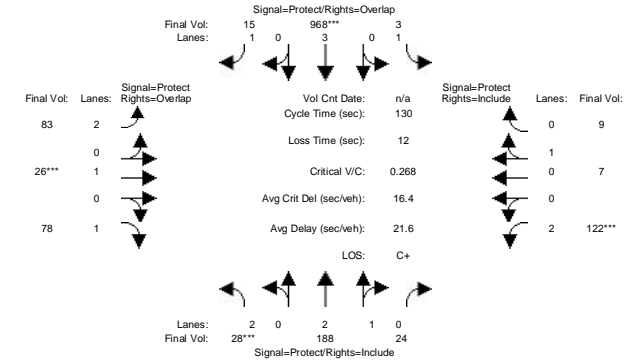 Signal=Protect/Rights=Overlap
Final Vol: 15 968*** 3
Lanes: 1 0 3 0 1
Signal=Protect Signal=Protect
Final Vol: Lanes: Rights=Overlap Vol Cnt Date: n/a Rights=Include Lanes: Final Vol:
Cycle Time (sec): 130
83 2 0 9
Loss Time (sec): 12
0 1
26*** 1 Critical V/C: 0.268 0 7
0 Avg Crit Del (sec/veh): 16.4 0
78 1 Avg Delay (sec/veh): 21.6 2 122***
LOS: C+
Lanes: 2 0 2 1 0
Final Vol: 28*** 188 24
Signal=Protect/Rights=Include